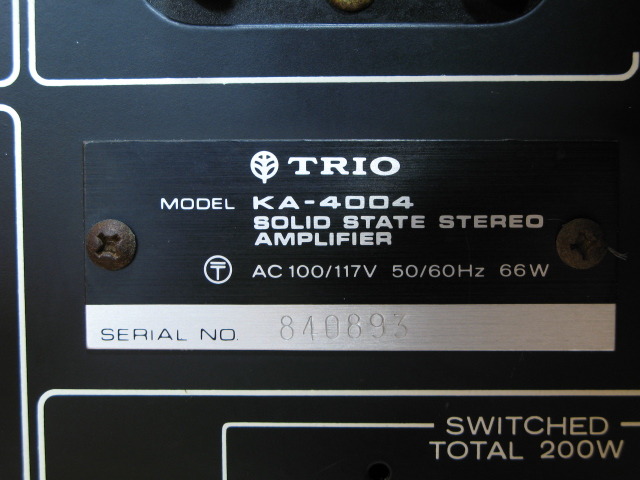 TRIO
MODEL KA-4004
SOLID STATE STEREO
AMPLIFIER
Ⓣ AC 100/117V 50/60Hz 66W
SERIAL NO. 840893
SWITCHED
TOTAL 200W